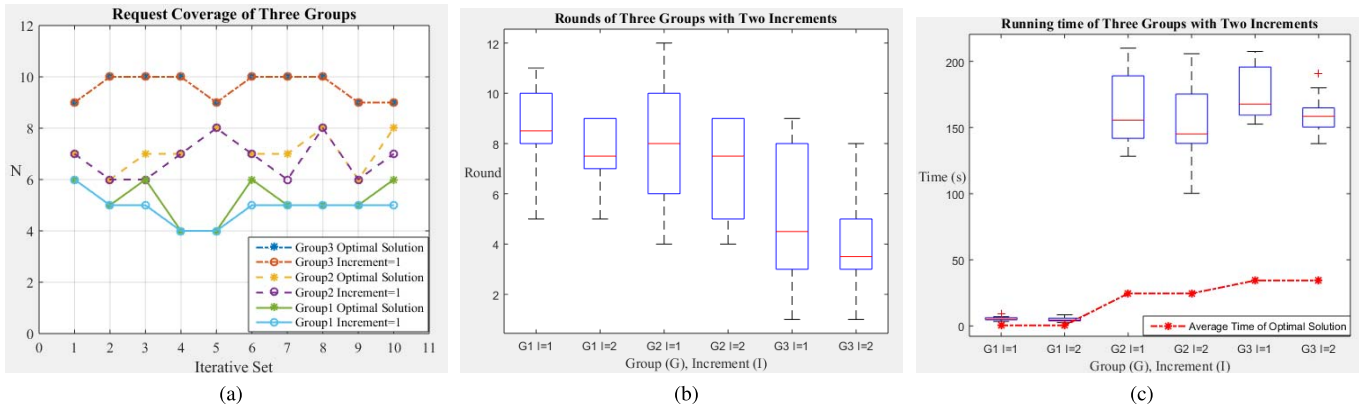 Request Coverage of Three Groups
12
10
8
N
6
4
2
0
0 1 2 3 4 5 6 7 8 9 10 11
Iterative Set
Group3 Optimal Solution
Group3 Increment=1
Group2 Optimal Solution
Group2 Increment=1
Group1 Optimal Solution
Group1 Increment=1
(a)
Rounds of Three Groups with Two Increments
12
10
8
Round
6
4
2
G1 I=1 G1 I=2 G2 I=1 G2 I=2 G3 I=1 G3 I=2
Group (G), Increment (I)
(b)
Running time of Three Groups with Two Increments
200
150
Time (s)
100
50
0
Average Time of Optimal Solution
G1 I=1 G1 I=2 G2 I=1 G2 I=2 G3 I=1 G3 I=2
Group (G), Increment (I)
(c)